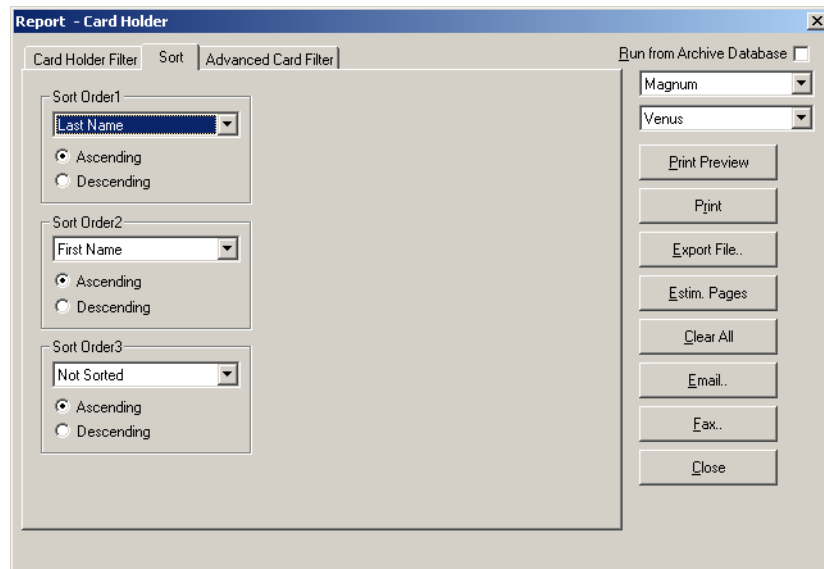 Report - Card Holder
Card Holder Filter Sort Advanced Card Filter
Run from Archive Database
Sort Order1
Last Name
Ascending
Descending
Sort Order2
First Name
Ascending
Descending
Sort Order3
Not Sorted
Ascending
Descending
Magnum
Venus
Print Preview
Print
Export File..
Estim. Pages
Clear All
Email..
Fax..
Close